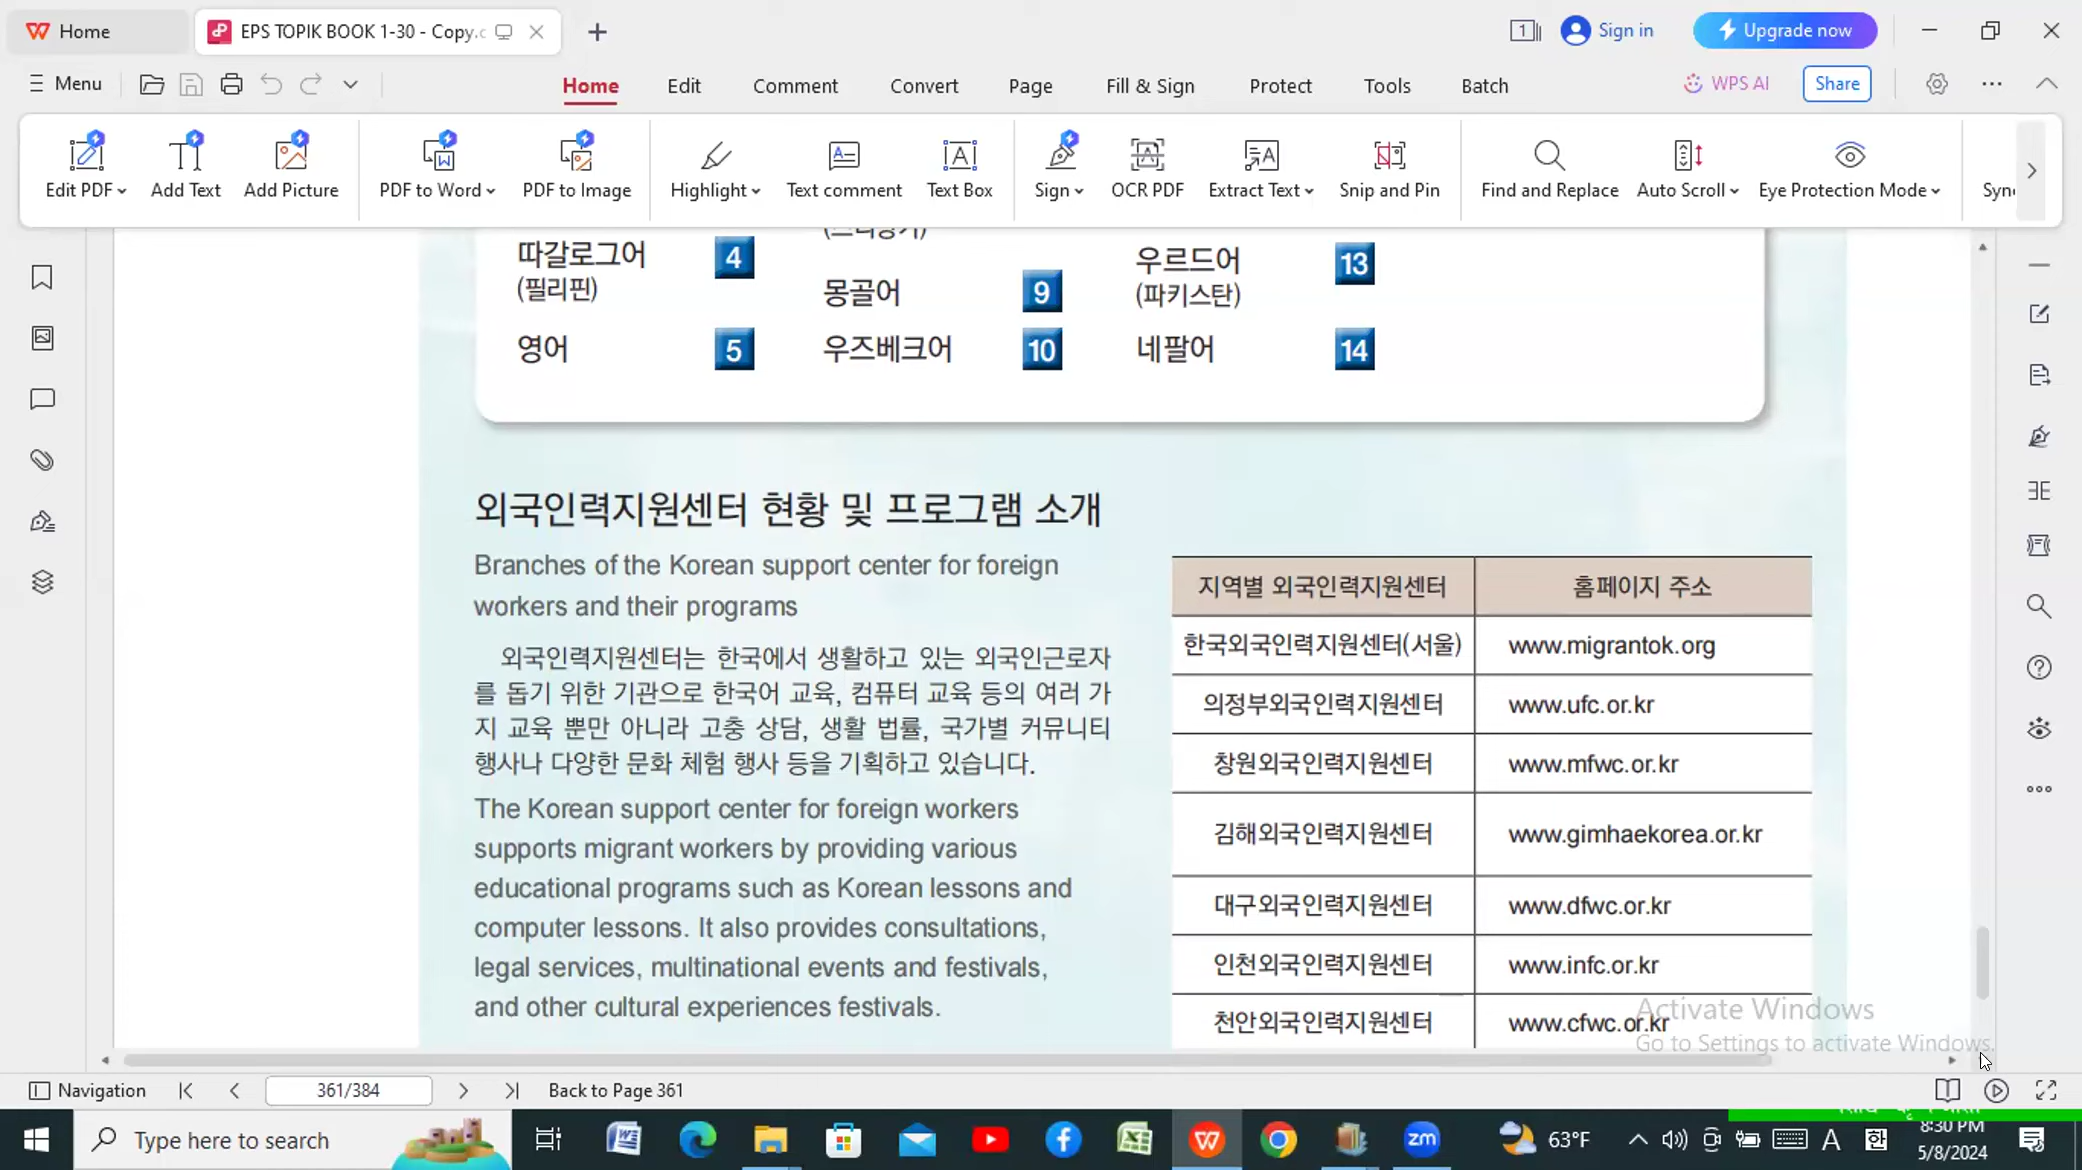 Home
EPS TOPIK BOOK 1-30 - Copy.c
Sign in
Upgrade now
Menu
Home Edit Comment Convert Page Fill & Sign Protect Tools Batch
WPS AI
Share
Edit PDF Add Text Add Picture PDF to Word PDF to Image Highlight Text comment Text Box Sign OCR PDF Extract Text Snip and Pin Find and Replace Auto Scroll Eye Protection Mode
따갈로그어 4 우르드어 13
(필리핀) 몽골어 9 (파키스탄)
영어 5 우즈베크어 10 네팔어 14
외국인력지원센터 현황 및 프로그램 소개
Branches of the Korean support center for foreign
workers and their programs
외국인력지원센터는 한국에서 생활하고 있는 외국인근로자
를 돕기 위한 기관으로 한국어 교육, 컴퓨터 교육 등의 여러 가
지 교육 뿐만 아니라 고충 상담, 생활 법률, 국가별 커뮤니티
행사나 다양한 문화 체험 행사 등을 기획하고 있습니다.
The Korean support center for foreign workers
supports migrant workers by providing various
educational programs such as Korean lessons and
computer lessons. It also provides consultations,
legal services, multinational events and festivals,
and other cultural experiences festivals.
지역별 외국인력지원센터 홈페이지 주소
한국외국인력지원센터(서울) www.migrantok.org
의정부외국인력지원센터 www.ufc.or.kr
창원외국인력지원센터 www.mfwc.or.kr
김해외국인력지원센터 www.gimhaekorea.or.kr
대구외국인력지원센터 www.dfwc.or.kr
인천외국인력지원센터 www.infc.or.kr
천안외국인력지원센터 www.cfwc.or.kr
Activate Windows
Go to Settings to activate Windows.
Navigation 361/384 Back to Page 361
Type here to search
63°F
A 한
8:30 PM
5/8/2024